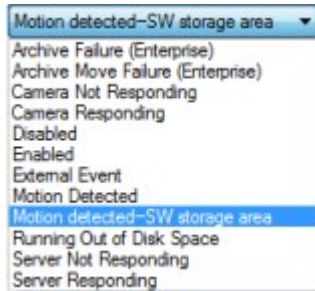 Motion detected–SW storage area
Archive Failure (Enterprise)
Archive Move Failure (Enterprise)
Camera Not Responding
Camera Responding
Disabled
Enabled
External Event
Motion Detected
Motion detected–SW storage area
Running Out of Disk Space
Server Not Responding
Server Responding